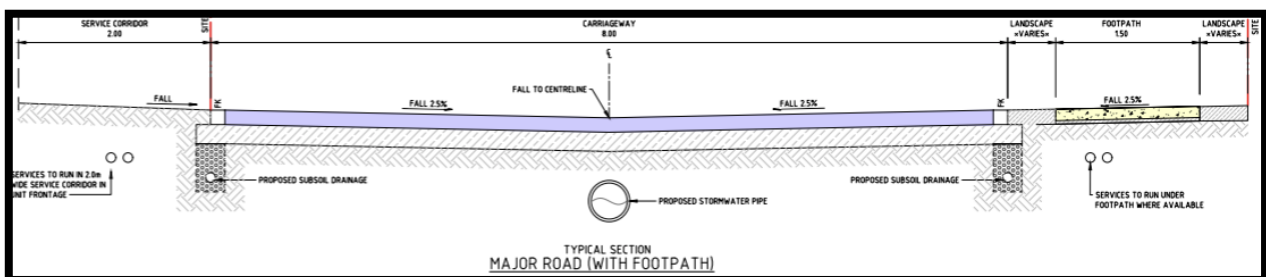 SERVICE CORRIDOR
2.00
SITE
CARRIAGEWAY
8.00
LANDSCAPE
"VARIES"
FOOTPATH
1.50
LANDSCAPE
"VARIES"
SITE
℄
FALL
FK
FALL 2.5%
FALL TO CENTRELINE
FALL 2.5%
FK
FALL 2.5%
SERVICES TO RUN IN 2.0m
WIDE SERVICE CORRIDOR IN
UNIT FRONTAGE
PROPOSED SUBSOIL DRAINAGE
PROPOSED STORMWATER PIPE
PROPOSED SUBSOIL DRAINAGE
SERVICES TO RUN UNDER
FOOTPATH WHERE AVAILABLE
TYPICAL SECTION
MAJOR ROAD (WITH FOOTPATH)